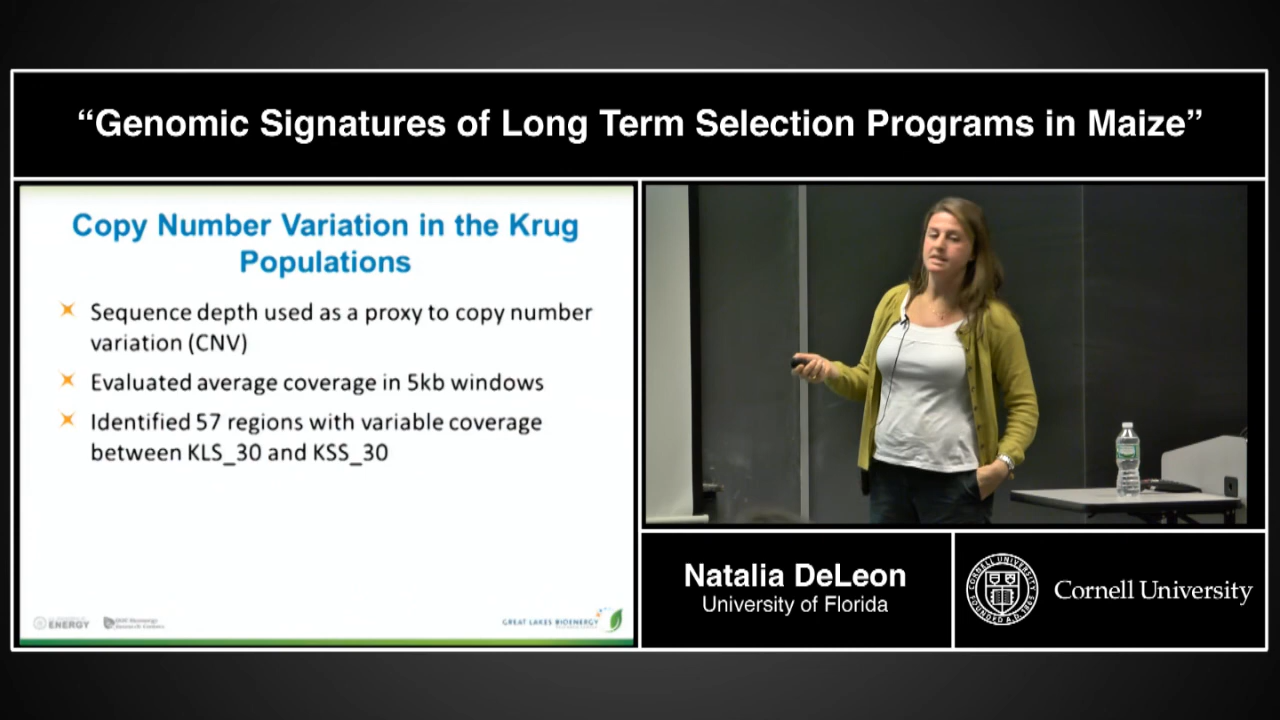 “Genomic Signatures of Long Term Selection Programs in Maize”
Copy Number Variation in the Krug
Populations
Sequence depth used as a proxy to copy number
variation (CNV)
Evaluated average coverage in 5kb windows
Identified 57 regions with variable coverage
between KLS_30 and KSS_30
ENERGY
GREAT LAKES BIOENERGY
Natalia DeLeon
University of Florida
Cornell University